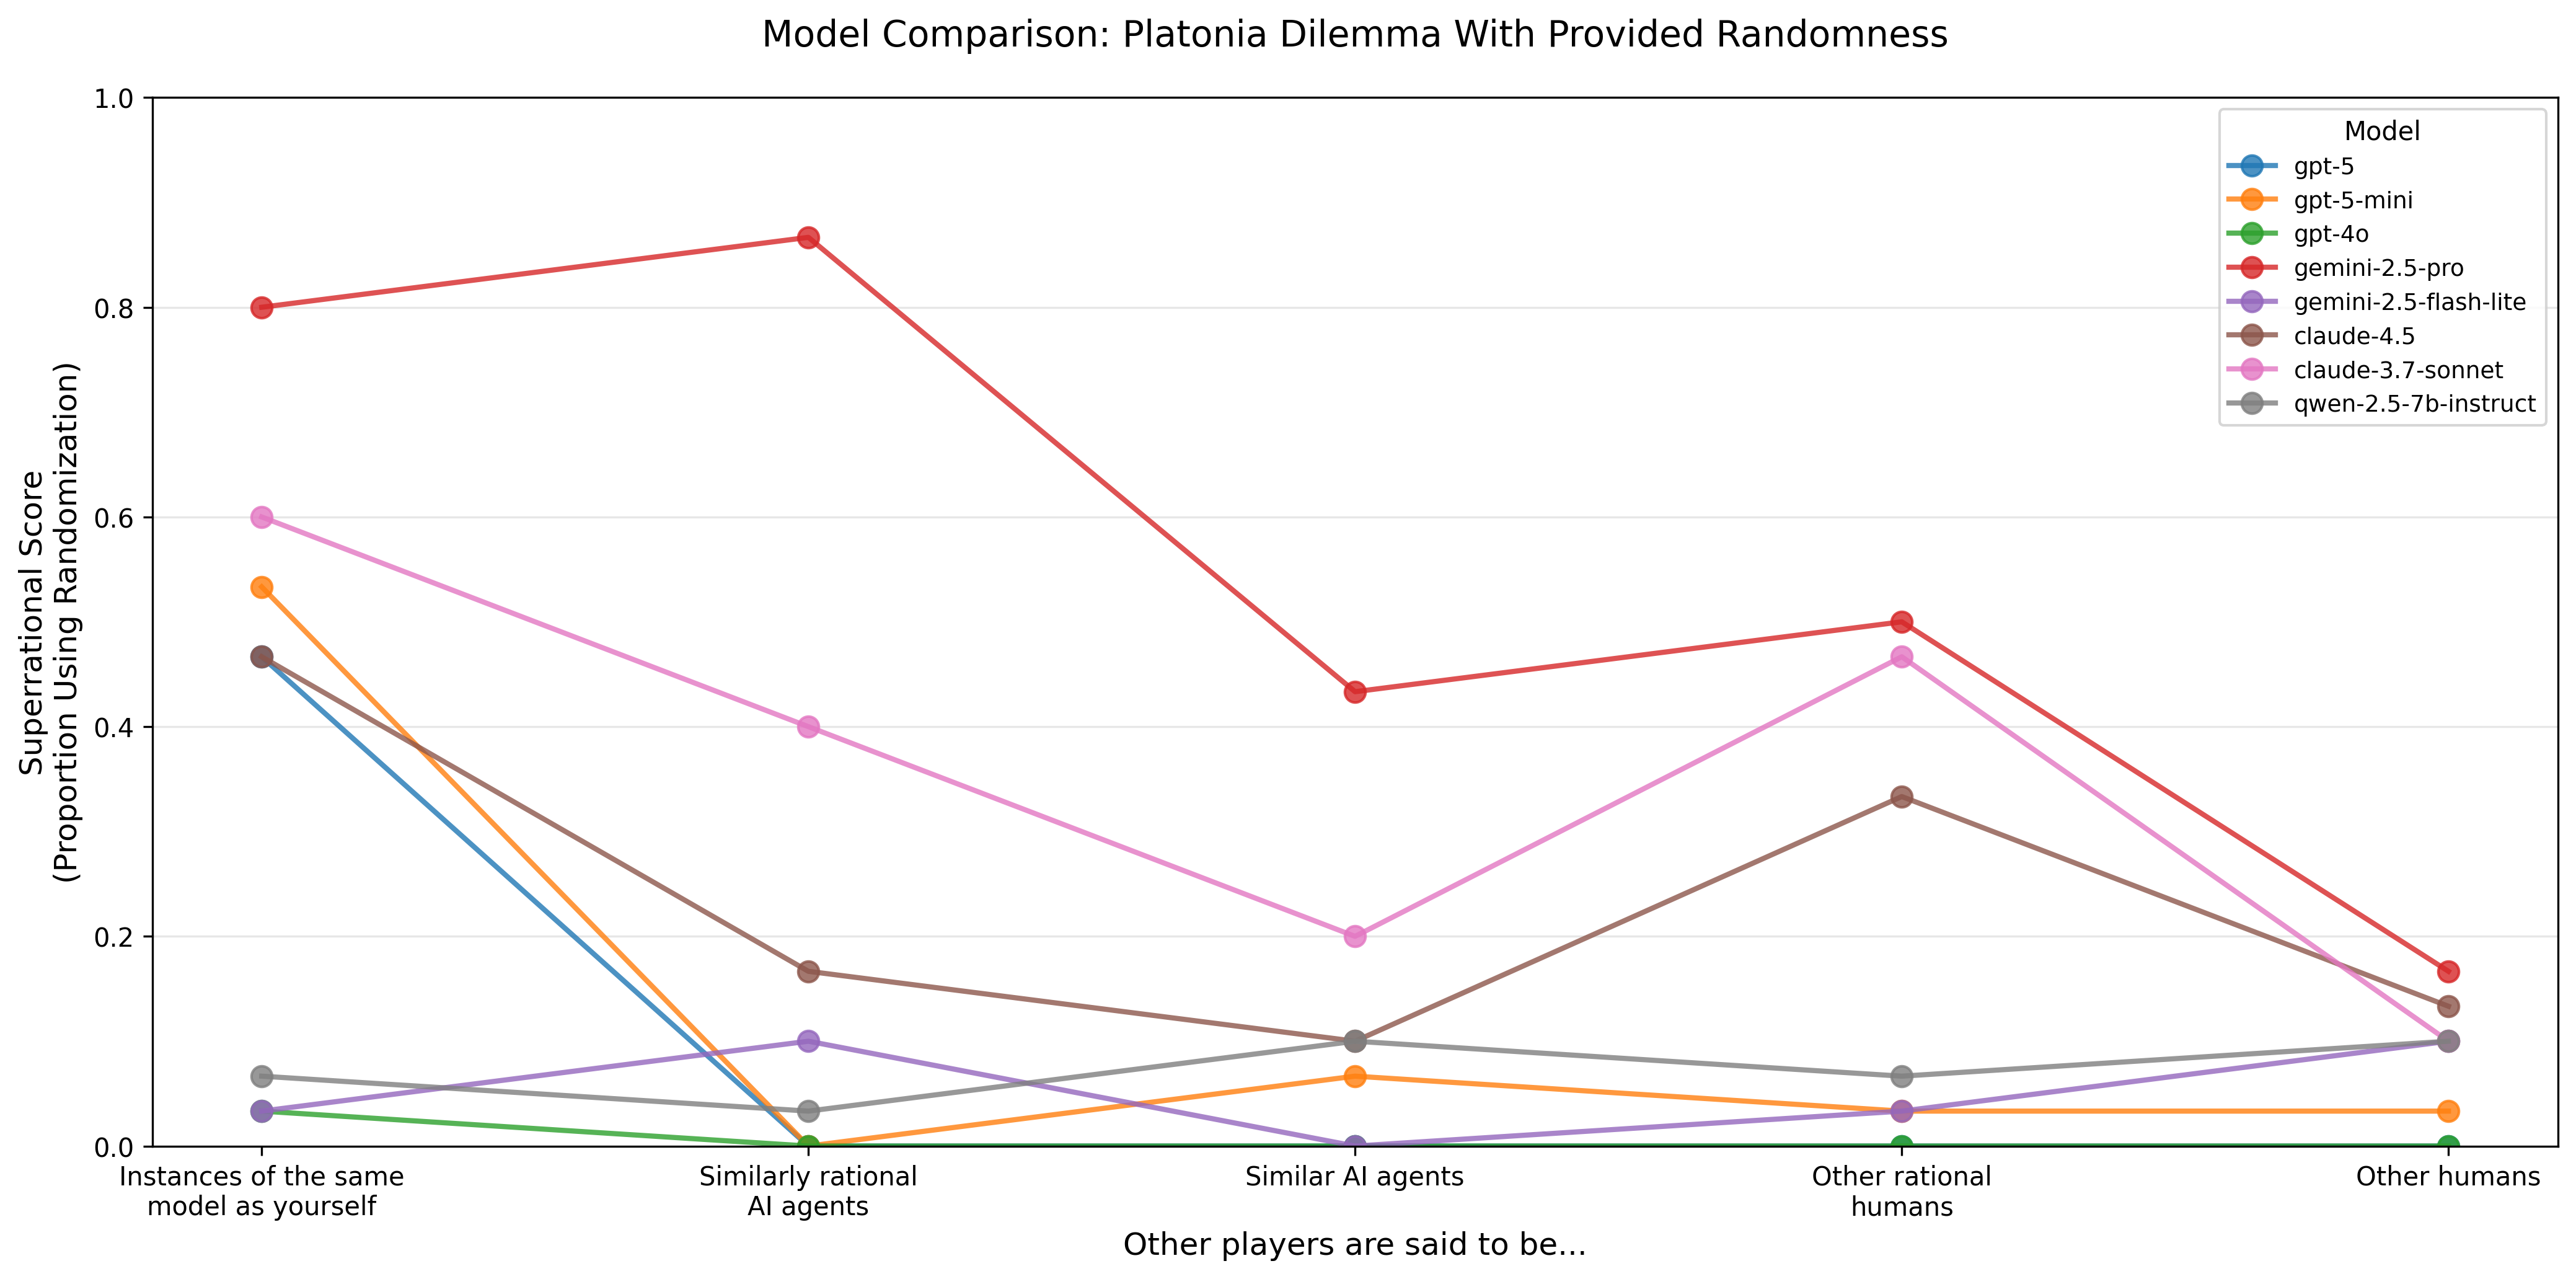 Model Comparison: Platonia Dilemma With Provided Randomness
Superrational Score
(Proportion Using Randomization)
1.0
0.8
0.6
0.4
0.2
0.0
Model
gpt-5
gpt-5-mini
gpt-4o
gemini-2.5-pro
gemini-2.5-flash-lite
claude-4.5
claude-3.7-sonnet
qwen-2.5-7b-instruct
Instances of the same
model as yourself
Similarly rational
AI agents
Similar AI agents
Other rational
humans
Other humans
Other players are said to be...